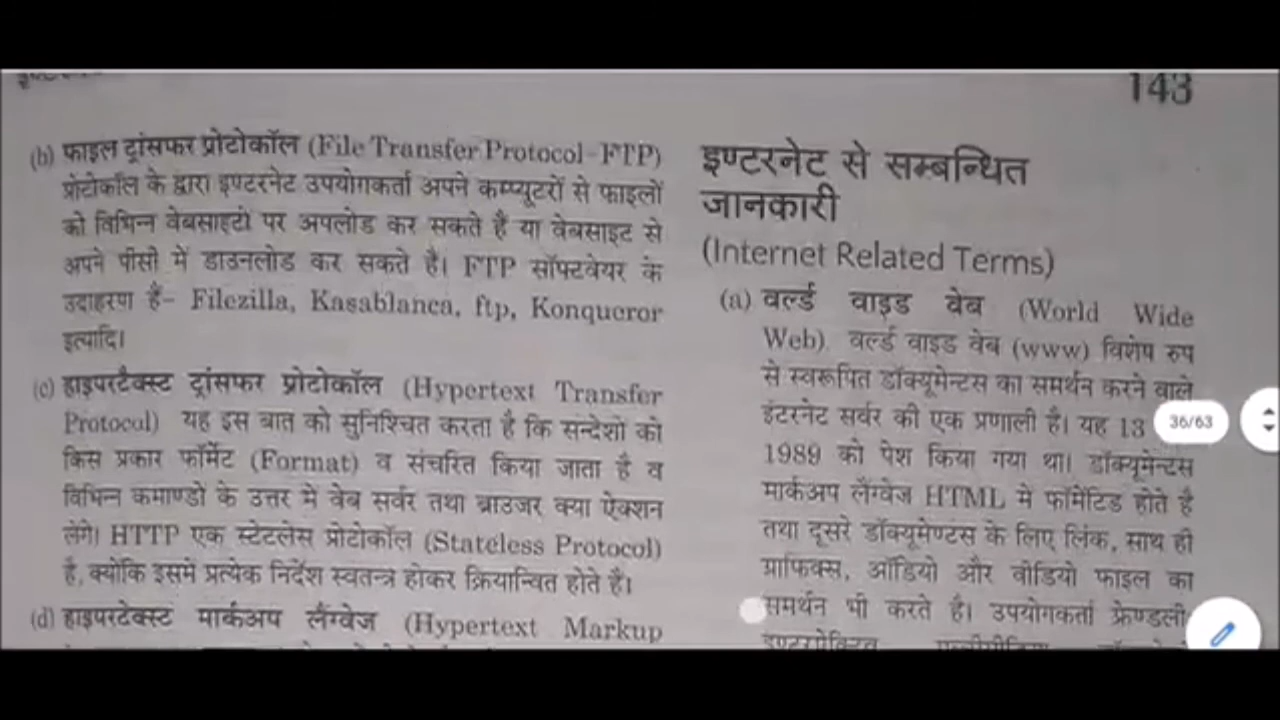 143
(b) फाइल ट्रांसफर प्रोटोकॉल (File Transfer Protocol-FTP)
प्रोटोकॉल के द्वारा इण्टरनेट उपयोगकर्ता अपने कम्प्यूटरों से फाइलों
को विभिन्न वेबसाइटों पर अपलोड कर सकते हैं या वेबसाइट से
अपने पीसी में डाउनलोड कर सकते हैं। FTP सॉफ्टवेयर के
उदाहरण हैं- Filezilla, Kasablanca, ftp, Konqueror
इत्यादि।
(c) हाइपरटैक्स्ट ट्रांसफर प्रोटोकॉल (Hypertext Transfer
Protocol) यह इस बात को सुनिश्चित करता है कि सन्देशों को
किस प्रकार फॉर्मेट (Format) व संचरित किया जाता है व
विभिन्न कमाण्डों के उत्तर में वेब सर्वर तथा ब्राउजर क्या ऐक्शन
लेंगे। HTTP एक स्टेटलेस प्रोटोकॉल (Stateless Protocol)
है, क्योंकि इसमें प्रत्येक निर्देश स्वतन्त्र होकर क्रियान्वित होते हैं।
(d) हाइपरटेक्स्ट मार्कअप लैंग्वेज (Hypertext Markup
इण्टरनेट से सम्बन्धित
जानकारी
(Internet Related Terms)
(a) वर्ल्ड वाइड वेब (World Wide
Web) वर्ल्ड वाइड वेब (www) विशेष रुप
से स्वरूपित डॉक्यूमेन्टस का समर्थन करने वाले
इंटरनेट सर्वर की एक प्रणाली है। यह 13
1989 को पेश किया गया था। डॉक्यूमेन्टस
मार्कअप लैंग्वेज HTML में फॉर्मेटिड होते है
तथा दूसरे डॉक्यूमेण्टस के लिए लिंक, साथ ही
ग्राफिक्स, ऑडियो और वीडियो फाइल का
समर्थन भी करते है। उपयोगकर्ता फ्रेण्डली
36/63